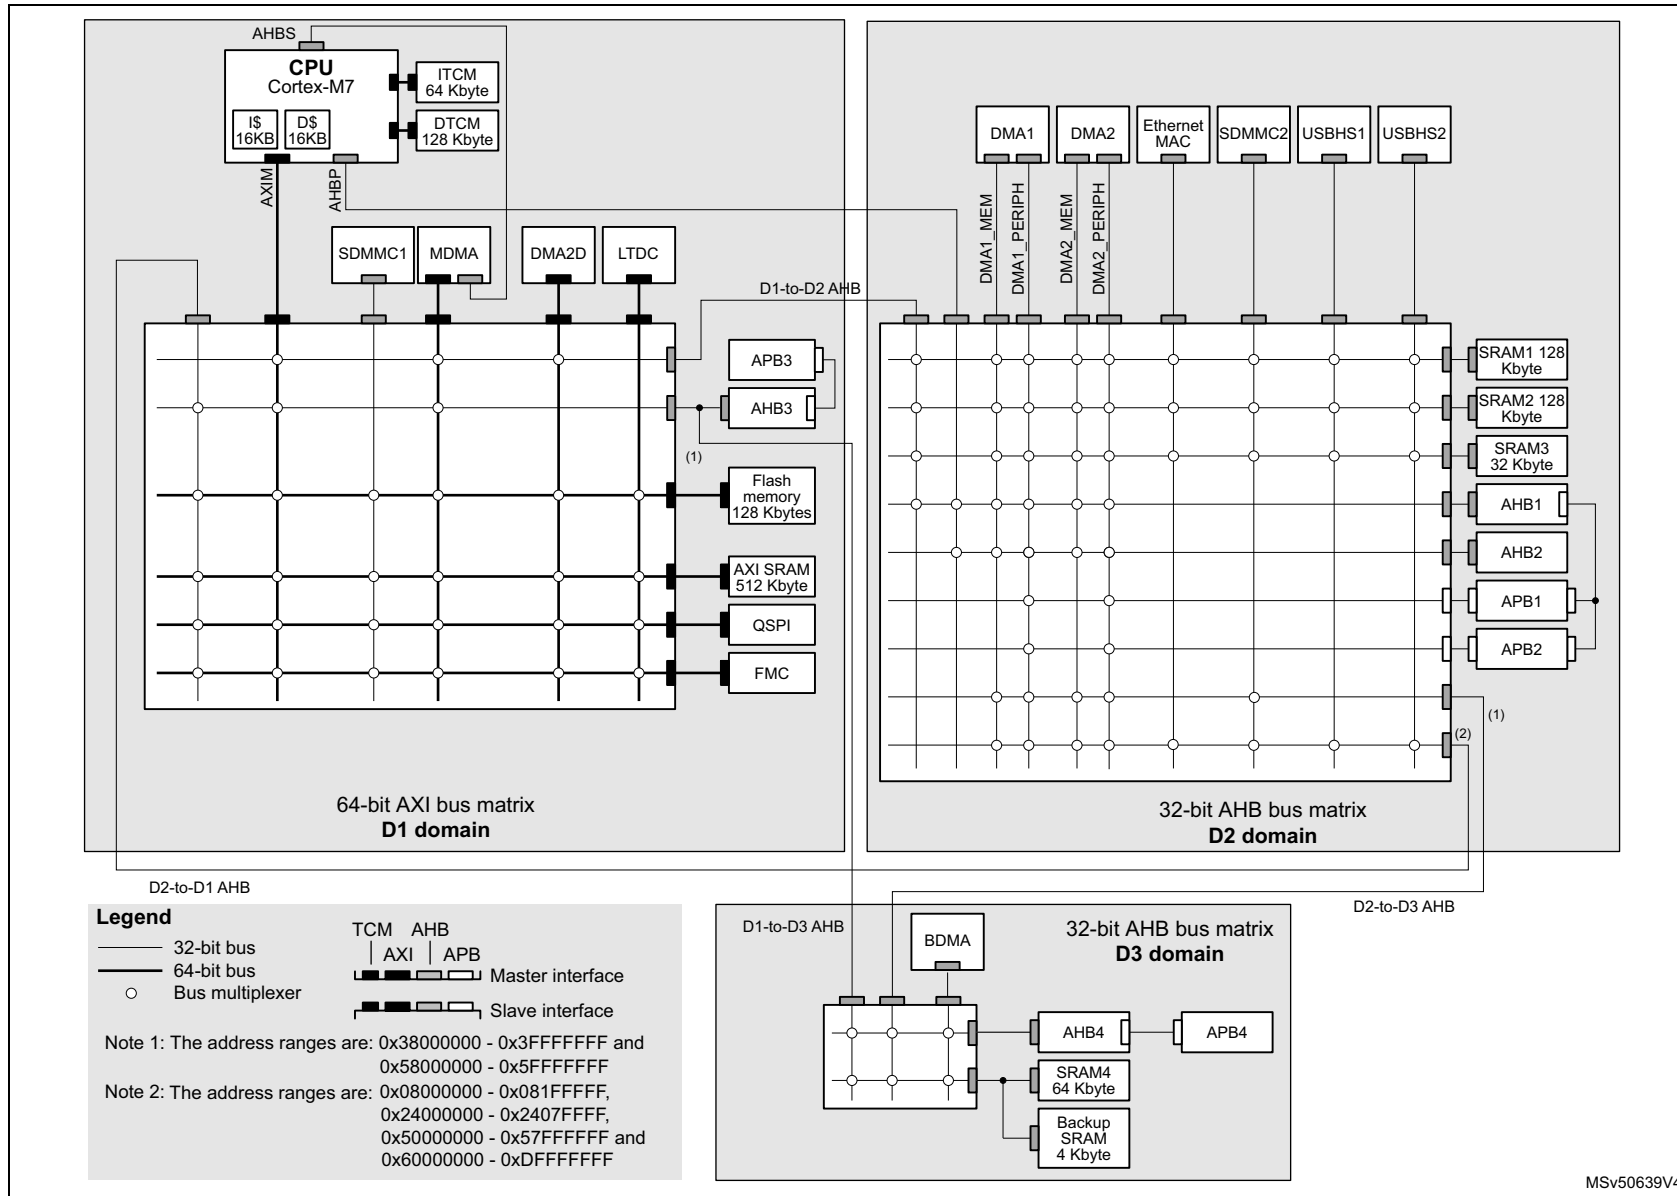 AHBS
CPU
Cortex-M7
I$
16KB
D$
16KB
ITCM
64 Kbyte
DTCM
128 Kbyte
AXIM
AHBP
SDMMC1
MDMA
DMA2D
LTDC
D1-to-D2 AHB
APB3
AHB3
(1)
Flash
memory
128 Kbytes
AXI SRAM
512 Kbyte
QSPI
FMC
64-bit AXI bus matrix
D1 domain
DMA1
DMA2
Ethernet
MAC
SDMMC2
USBHS1
USBHS2
DMA1_MEM
DMA1_PERIPH
DMA2_MEM
DMA2_PERIPH
SRAM1 128
Kbyte
SRAM2 128
Kbyte
SRAM3
32 Kbyte
AHB1
AHB2
APB1
APB2
(1)
(2)
32-bit AHB bus matrix
D2 domain
D2-to-D1 AHB
D2-to-D3 AHB
Legend
32-bit bus
64-bit bus
Bus multiplexer
TCM AHB
AXI APB
Master interface
Slave interface
Note 1: The address ranges are: 0x38000000 - 0x3FFFFFFF and
0x58000000 - 0x5FFFFFFF
Note 2: The address ranges are: 0x08000000 - 0x081FFFFF,
0x24000000 - 0x2407FFFF,
0x50000000 - 0x57FFFFFF and
0x60000000 - 0xDFFFFFFF
D1-to-D3 AHB
BDMA
32-bit AHB bus matrix
D3 domain
AHB4
APB4
SRAM4
64 Kbyte
Backup
SRAM
4 Kbyte
MSv50639V4